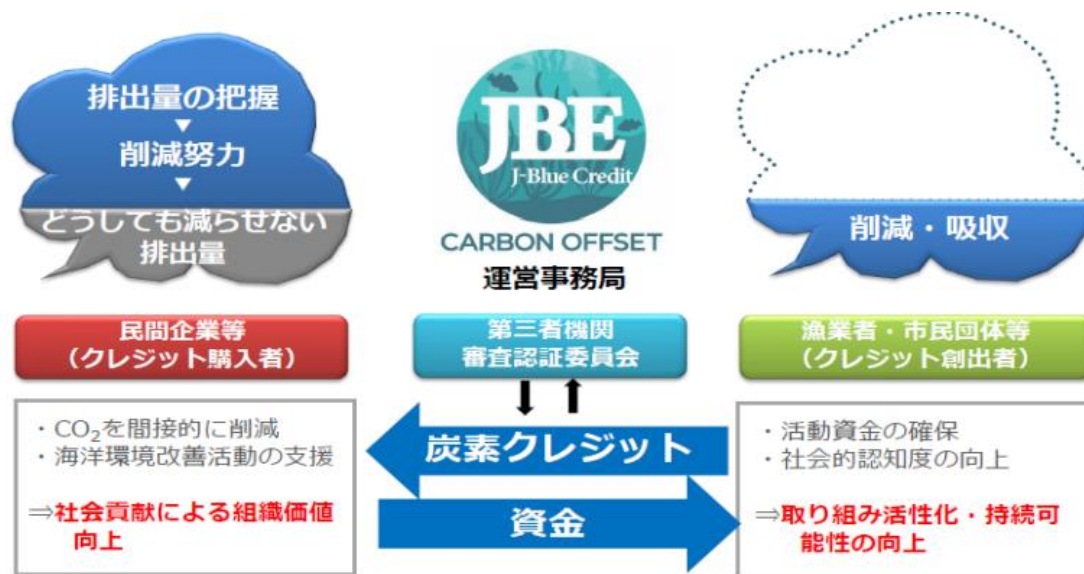 排出量の把握
▼
削減努力
▼
どうしても減らせない
排出量
JBE
J-Blue Credit
CARBON OFFSET
運営事務局
削減・吸収
民間企業等
（クレジット購入者）
第三者機関
審査認証委員会
漁業者・市民団体等
（クレジット創出者）
・CO₂を間接的に削減
・海洋環境改善活動の支援
⇒社会貢献による組織価値
向上
炭素クレジット
資金
・活動資金の確保
・社会的認知度の向上
⇒取り組み活性化・持続可
能性の向上